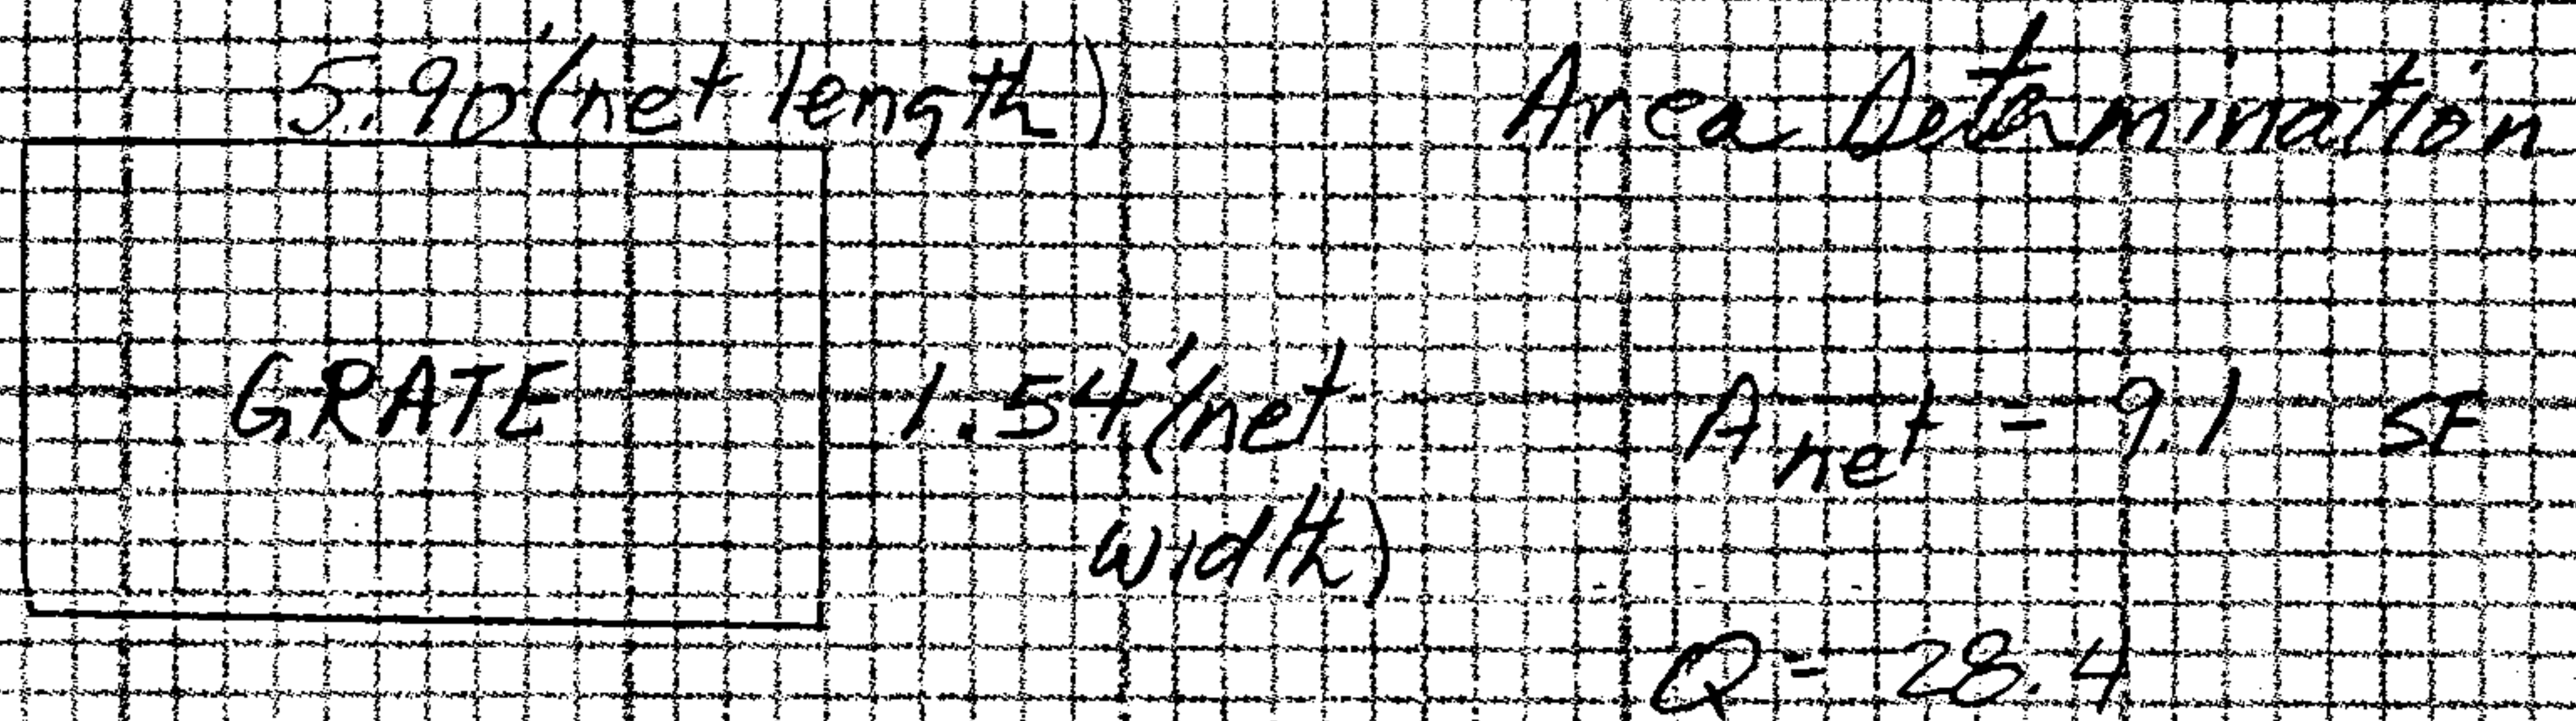 5.90'(net length)
Area Determination
GRATE
1.54'(net
width)
Anet = 9.1 SF
Q = 28.4